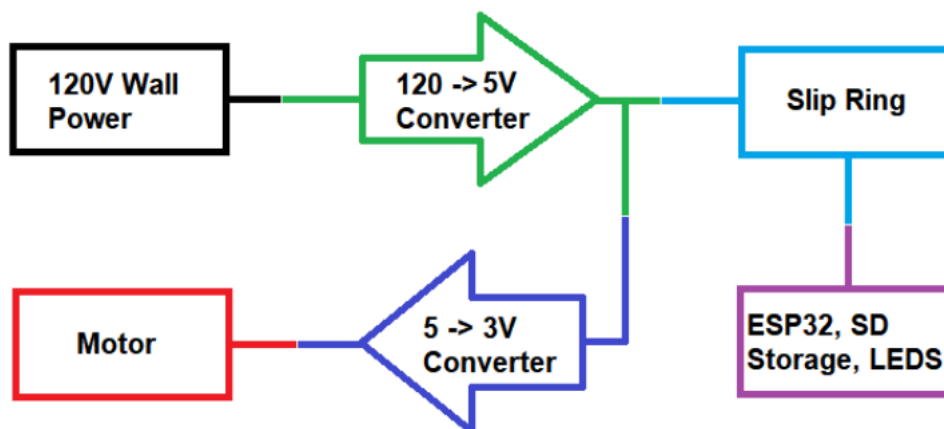 120V Wall
Power
120 -> 5V
Converter
Slip Ring
Motor
5 -> 3V
Converter
ESP32, SD
Storage, LEDS